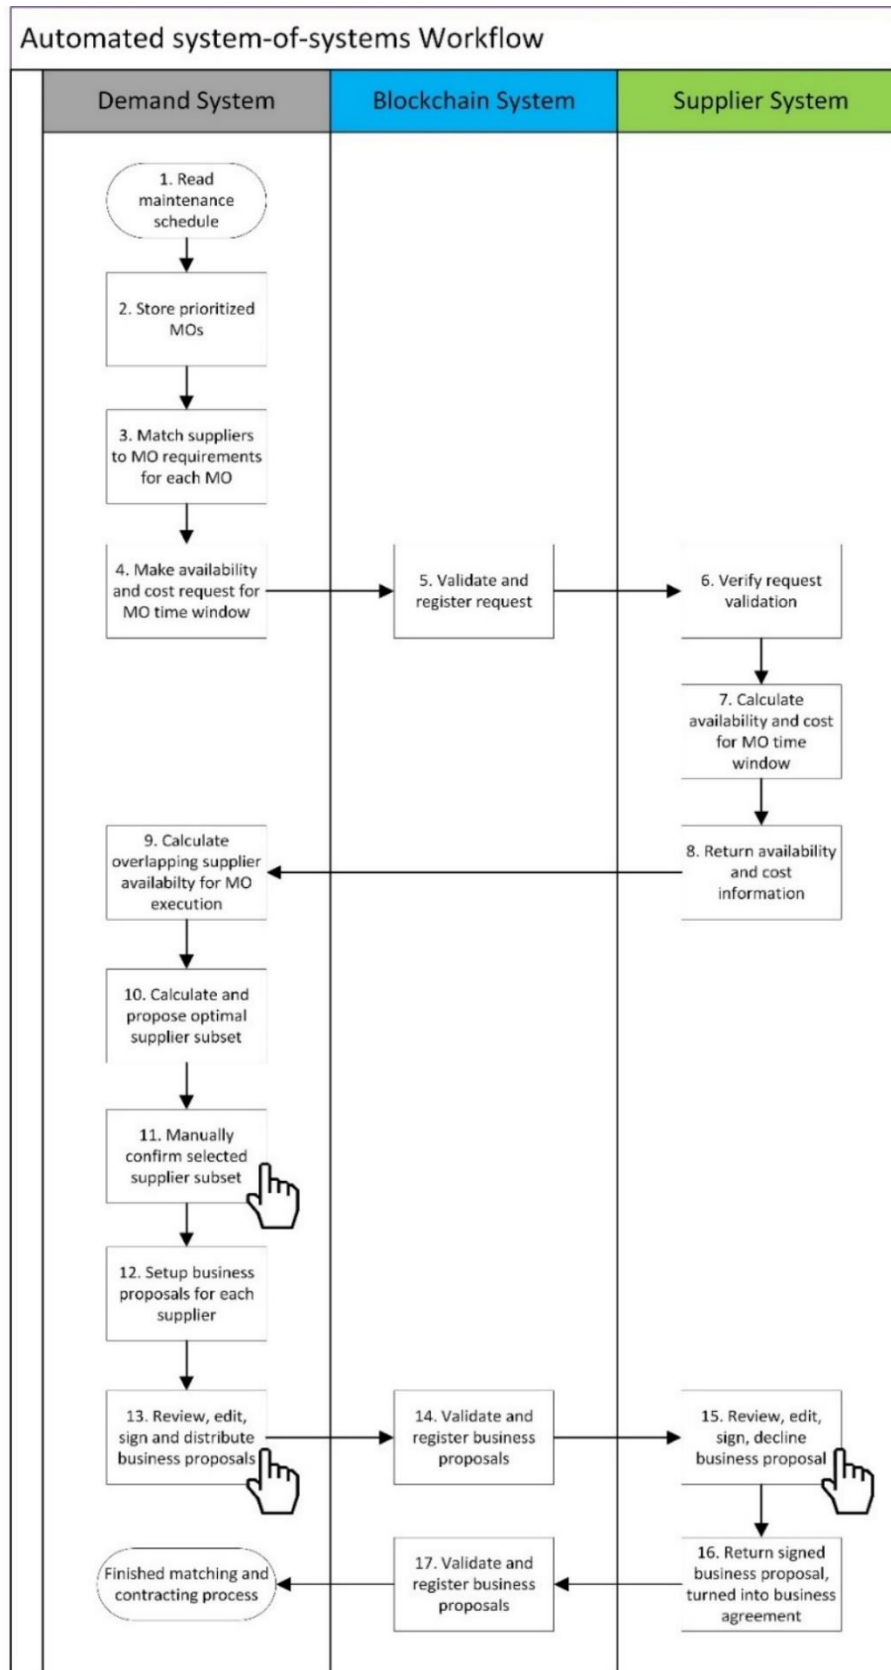 Automated system-of-systems Workflow
Demand System
Blockchain System
Supplier System
1. Read
maintenance
schedule
2. Store prioritized
MOs
3. Match suppliers
to MO requirements
for each MO
4. Make availability
and cost request for
MO time window
5. Validate and
register request
6. Verify request
validation
7. Calculate
availability and cost
for MO time
window
8. Return availability
and cost
information
9. Calculate
overlapping supplier
availabilty for MO
execution
10. Calculate and
propose optimal
supplier subset
11. Manually
confirm selected
supplier subset
12. Setup business
proposals for each
supplier
13. Review, edit,
sign and distribute
business proposals
14. Validate and
register business
proposals
15. Review, edit,
sign, decline
business proposal
16. Return signed
business proposal,
turned into business
agreement
17. Validate and
register business
proposals
Finished matching and
contracting process